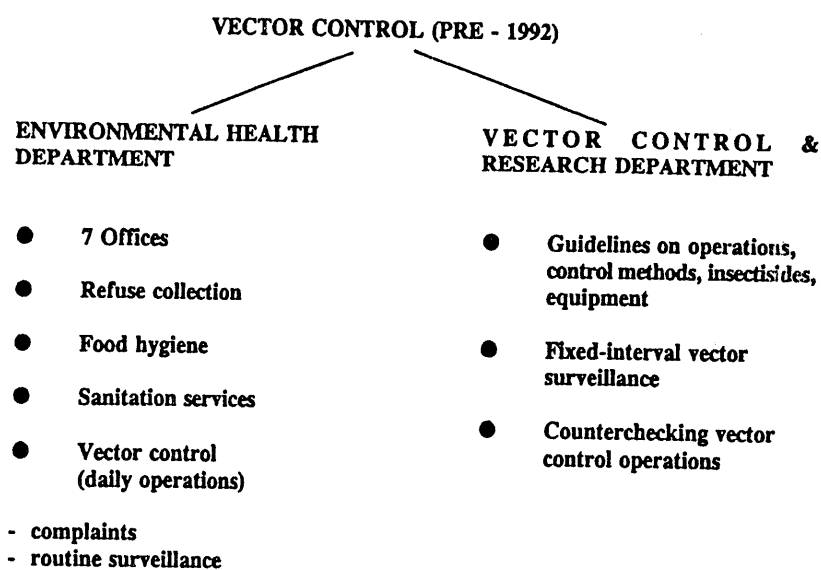 VECTOR CONTROL (PRE - 1992)
ENVIRONMENTAL HEALTH
DEPARTMENT
● 7 Offices
● Refuse collection
● Food hygiene
● Sanitation services
● Vector control
(daily operations)
- complaints
- routine surveillance
VECTOR CONTROL &
RESEARCH DEPARTMENT
● Guidelines on operations,
control methods, insectisides,
equipment
● Fixed-interval vector
surveillance
● Counterchecking vector
control operations